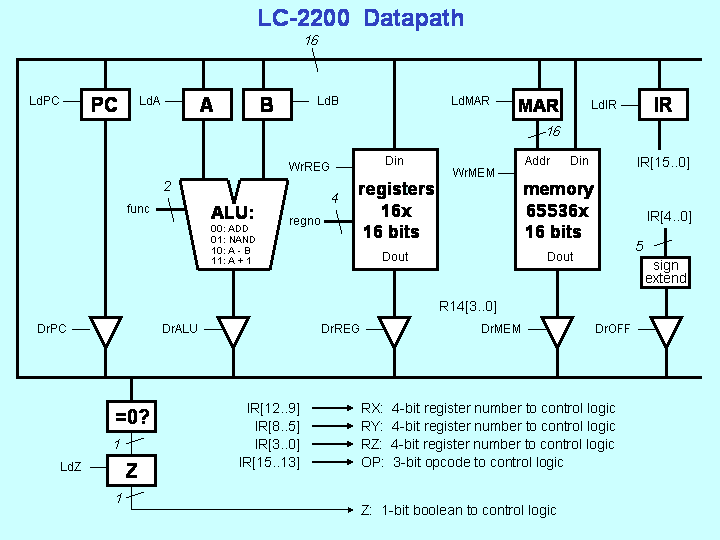 LC-2200 Datapath
16
LdPC
PC
LdA
A
B
LdB
LdMAR
MAR
LdIR
IR
16
WrREG
Din
WrMEM
Addr
Din
IR[15..0]
2
func
ALU:
00: ADD
01: NAND
10: A - B
11: A + 1
4
regno
registers
16x
16 bits
Dout
memory
65536x
16 bits
Dout
IR[4..0]
5
sign
extend
R14[3..0]
DrPC
DrALU
DrREG
DrMEM
DrOFF
=0?
1
LdZ
Z
1
IR[12..9] RX: 4-bit register number to control logic
IR[8..5] RY: 4-bit register number to control logic
IR[3..0] RZ: 4-bit register number to control logic
IR[15..13] OP: 3-bit opcode to control logic
Z: 1-bit boolean to control logic